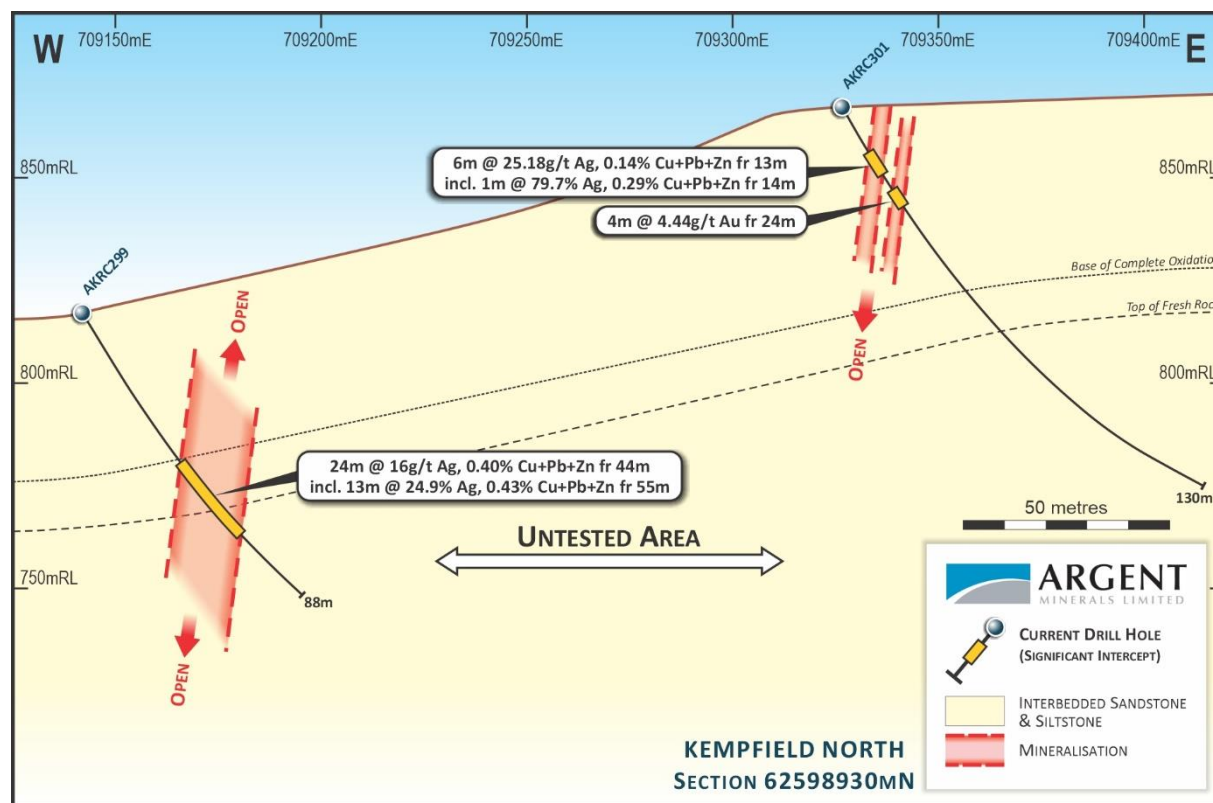 W
709150mE
709200mE
709250mE
709300mE
709350mE
709400mE
E
AKRC301
850mRL
850mRL
6m @ 25.18g/t Ag, 0.14% Cu+Pb+Zn fr 13m
incl. 1m @ 79.7% Ag, 0.29% Cu+Pb+Zn fr 14m
4m @ 4.44g/t Au fr 24m
AKRC299
Base of Complete Oxidation
Top of Fresh Roc
OPEN
OPEN
800mRL
800mRL
24m @ 16g/t Ag, 0.40% Cu+Pb+Zn fr 44m
incl. 13m @ 24.9% Ag, 0.43% Cu+Pb+Zn fr 55m
130m
50 metres
UNTESTED AREA
750mRL
88m
OPEN
ARGENT
MINERALS LIMITED
CURRENT DRILL HOLE
(SIGNIFICANT INTERCEPT)
INTERBEDDED SANDSTONE
& SILTSTONE
MINERALISATION
KEMPFIELD NORTH
SECTION 62598930MN